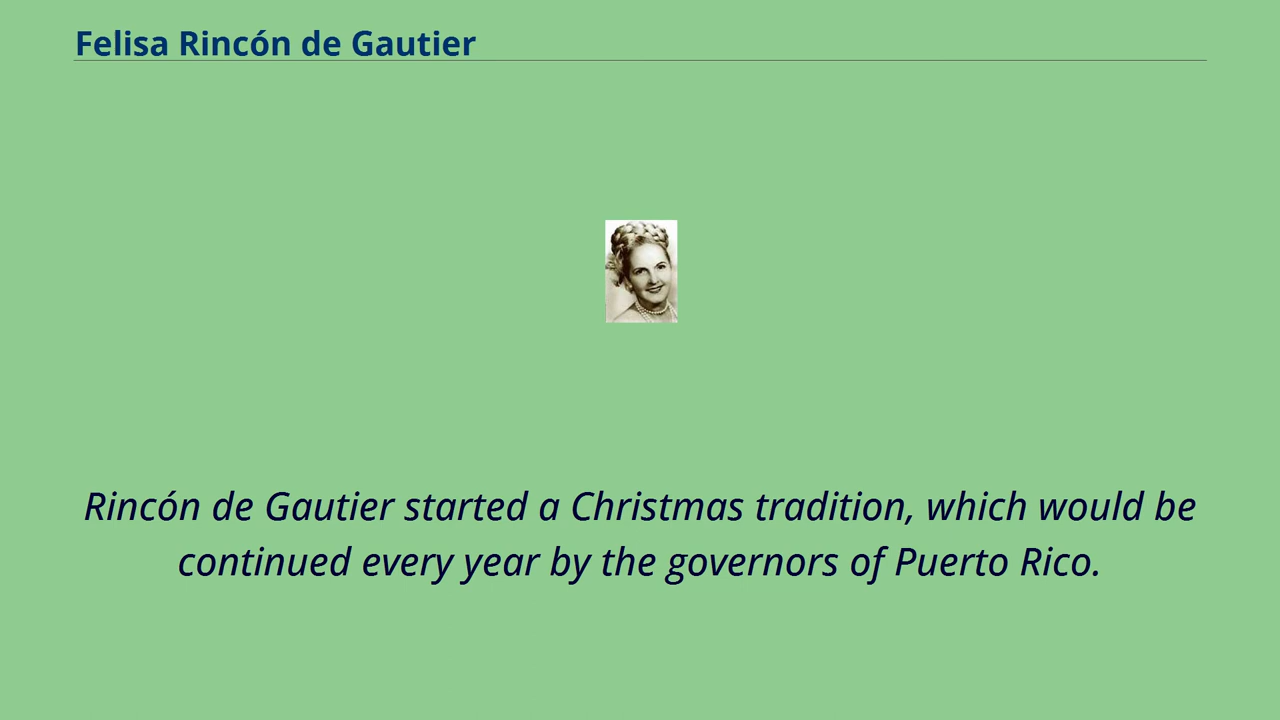 Felisa Rincón de Gautier
Rincón de Gautier started a Christmas tradition, which would be
continued every year by the governors of Puerto Rico.